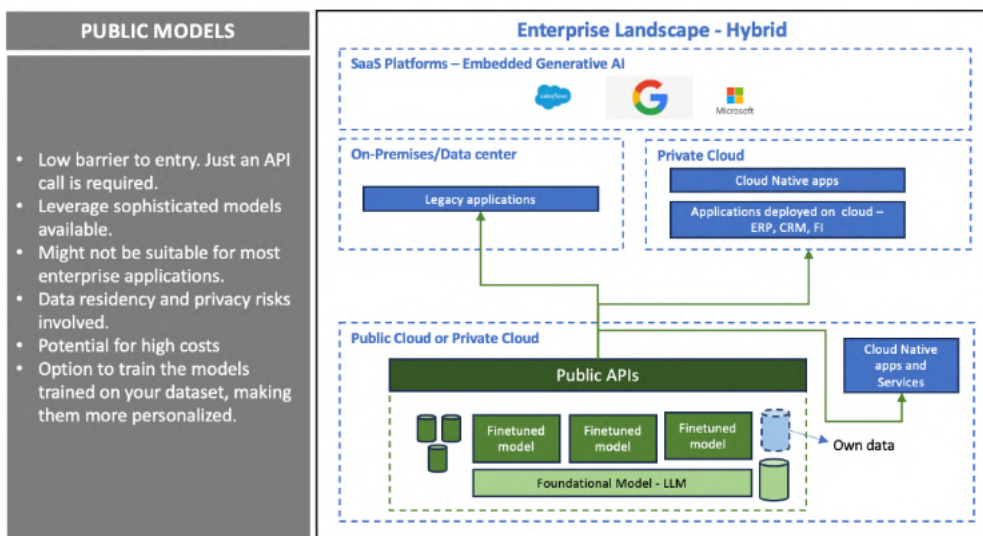 PUBLIC MODELS
• Low barrier to entry. Just an API
call is required.
• Leverage sophisticated models
available.
• Might not be suitable for most
enterprise applications.
• Data residency and privacy risks
involved.
• Potential for high costs
• Option to train the models
trained on your dataset, making
them more personalized.
Enterprise Landscape - Hybrid
SaaS Platforms – Embedded Generative AI
salesforce
Microsoft
On-Premises/Data center
Legacy applications
Private Cloud
Cloud Native apps
Applications deployed on cloud –
ERP, CRM, FI
Public Cloud or Private Cloud
Cloud Native
apps and
Services
Public APIs
Finetuned
model
Finetuned
model
Finetuned
model
Own data
Foundational Model - LLM